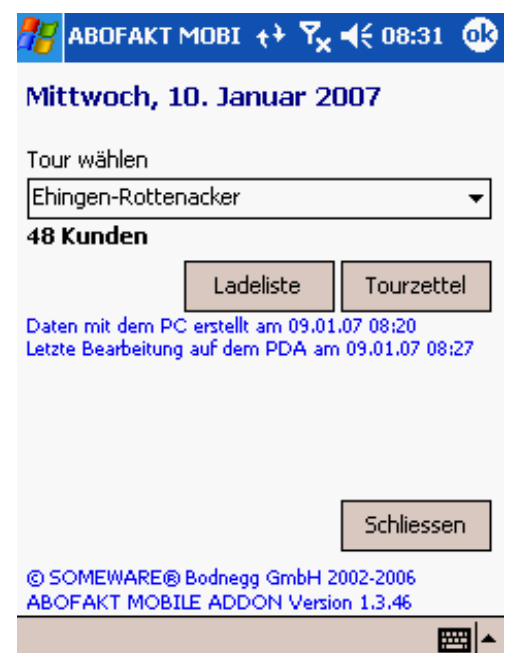 ABOFAKT MOBI 08:31 ok
Mittwoch, 10. Januar 2007
Tour wählen
Ehingen-Rottenacker
48 Kunden
Ladeliste Tourzettel
Daten mit dem PC erstellt am 09.01.07 08:20
Letzte Bearbeitung auf dem PDA am 09.01.07 08:27
Schliessen
© SOMEWARE® Bodnegg GmbH 2002-2006
ABOFAKT MOBILE ADDON Version 1.3.46